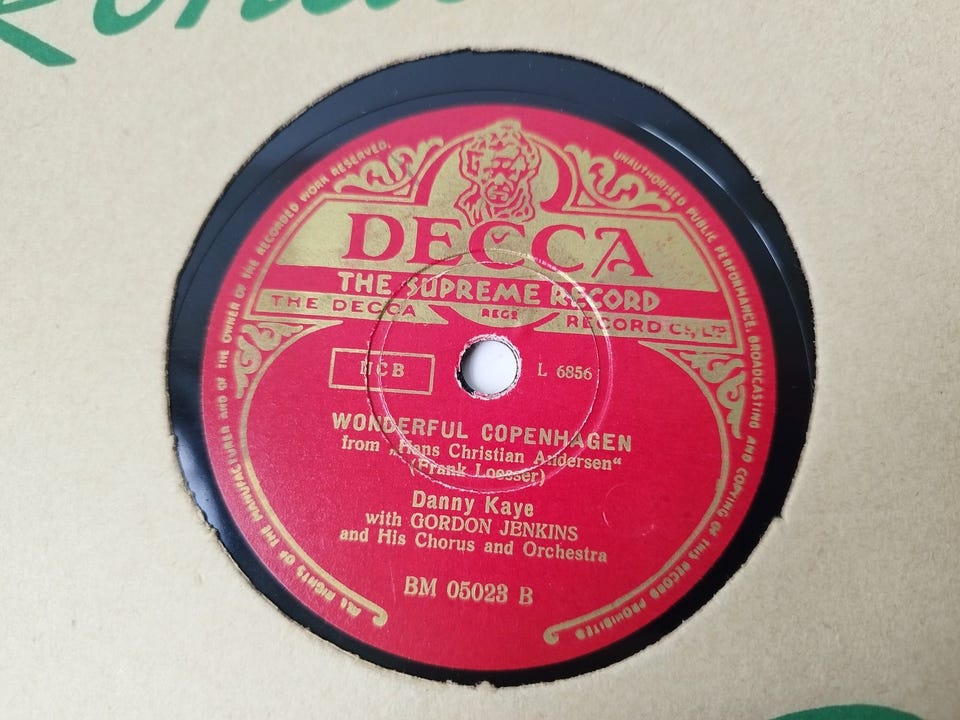 DECCA
THE SUPREME RECORD
THE DECCA REGD RECORD Cº, LTD
NCB L 6856
WONDERFUL COPENHAGEN
from „Hans Christian Andersen“
(Frank Loesser)
Danny Kaye
with GORDON JENKINS
and His Chorus and Orchestra
BM 05023 B
ALL RIGHTS OF THE MANUFACTURER AND OF THE OWNER OF THE RECORDED WORK RESERVED.
UNAUTHORISED PUBLIC PERFORMANCE, BROADCASTING AND COPYING OF THIS RECORD PROHIBITED